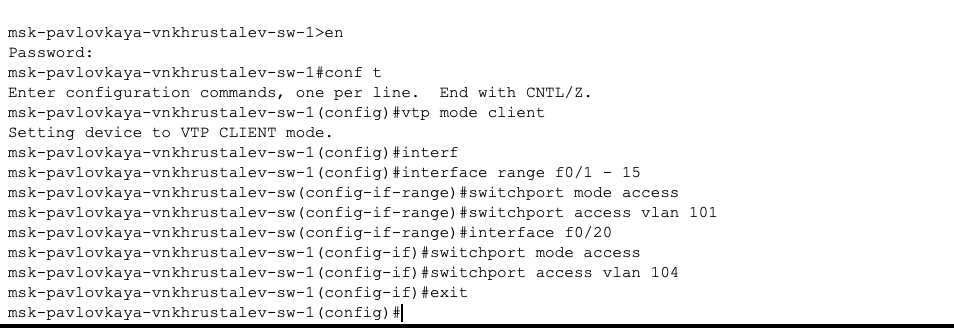 msk-pavlovkaya-vnkhrustalev-sw-1>en
Password:
msk-pavlovkaya-vnkhrustalev-sw-1#conf t
Enter configuration commands, one per line.  End with CNTL/Z.
msk-pavlovkaya-vnkhrustalev-sw-1(config)#vtp mode client
Setting device to VTP CLIENT mode.
msk-pavlovkaya-vnkhrustalev-sw-1(config)#interf
msk-pavlovkaya-vnkhrustalev-sw-1(config)#interface range f0/1 - 15
msk-pavlovkaya-vnkhrustalev-sw(config-if-range)#switchport mode access
msk-pavlovkaya-vnkhrustalev-sw(config-if-range)#switchport access vlan 101
msk-pavlovkaya-vnkhrustalev-sw(config-if-range)#interface f0/20
msk-pavlovkaya-vnkhrustalev-sw-1(config-if)#switchport mode access
msk-pavlovkaya-vnkhrustalev-sw-1(config-if)#switchport access vlan 104
msk-pavlovkaya-vnkhrustalev-sw-1(config-if)#exit
msk-pavlovkaya-vnkhrustalev-sw-1(config)#